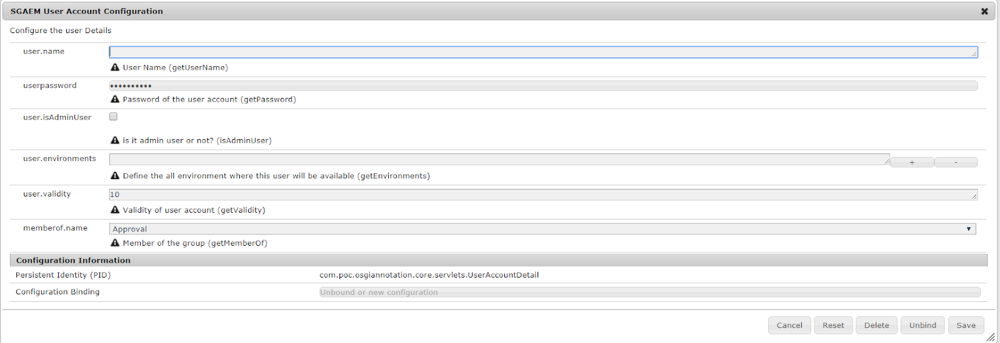 SGAEM User Account Configuration
Configure the user Details
user.name
User Name (getUserName)
userpassword
••••••••••
Password of the user account (getPassword)
user.isAdminUser
is it admin user or not? (isAdminUser)
user.environments
+ -
Define the all environment where this user will be available (getEnvironments)
user.validity 10
Validity of user account (getValidity)
memberof.name Approval
Member of the group (getMemberOf)
Configuration Information
Persistent Identity (PID) com.poc.osgiannotation.core.servlets.UserAccountDetail
Configuration Binding Unbound or new configuration
Cancel Reset Delete Unbind Save